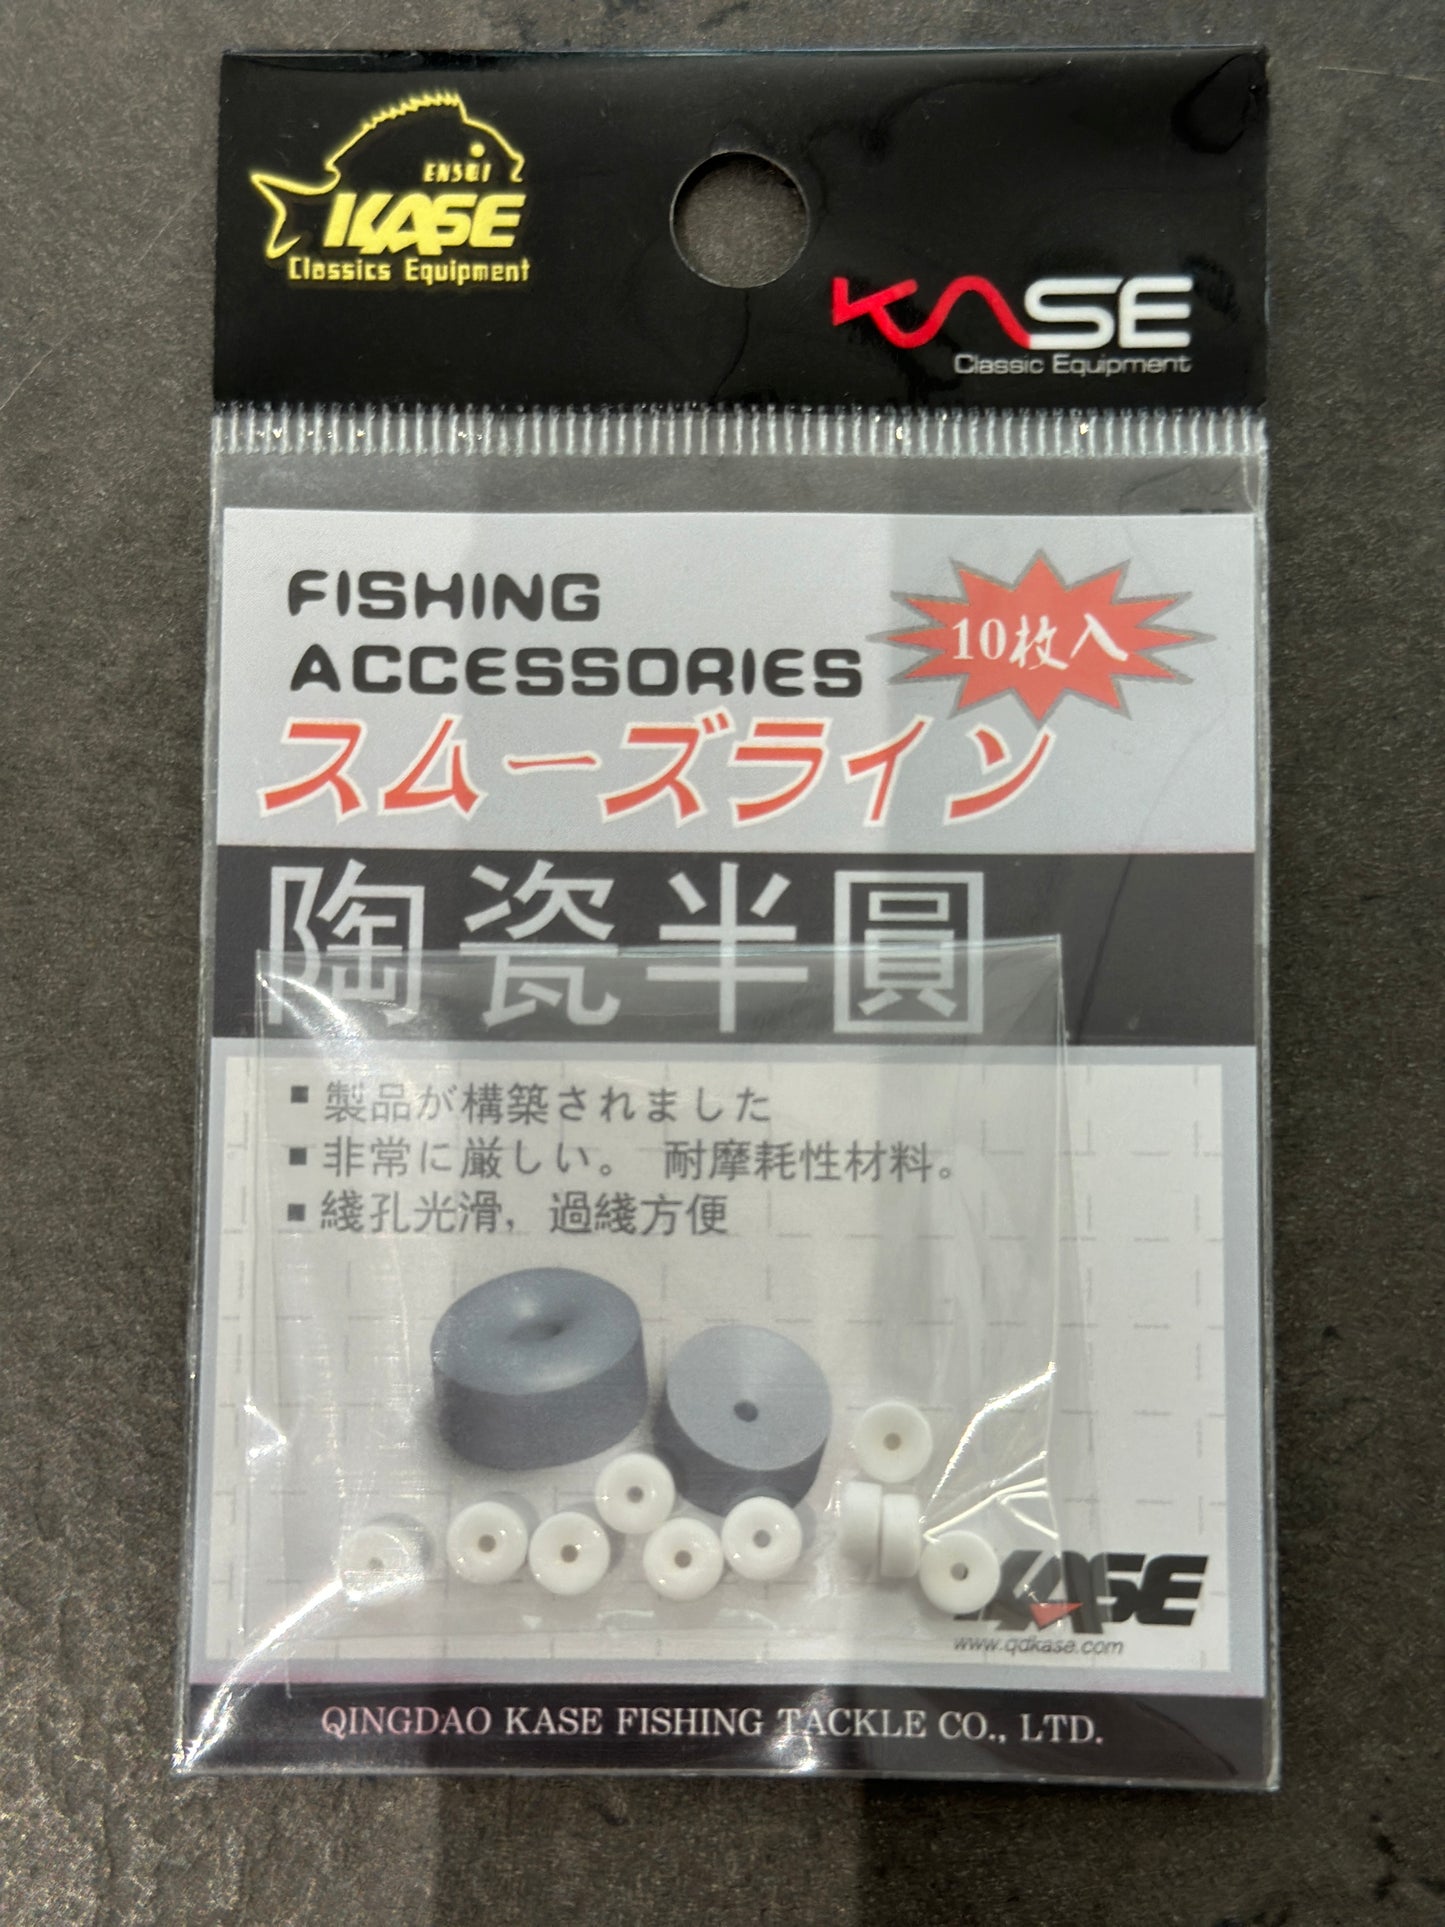 ENSUI
KASE
Classics Equipment
KASE
Classic Equipment
FISHING
ACCESSORIES
10枚入
スムーズライン
陶瓷半圓
■ 製品が構築されました
■ 非常に厳しい。 耐摩耗性材料。
■ 綫孔光滑，過綫方便
KASE
www.qdkase.com
QINGDAO KASE FISHING TACKLE CO., LTD.